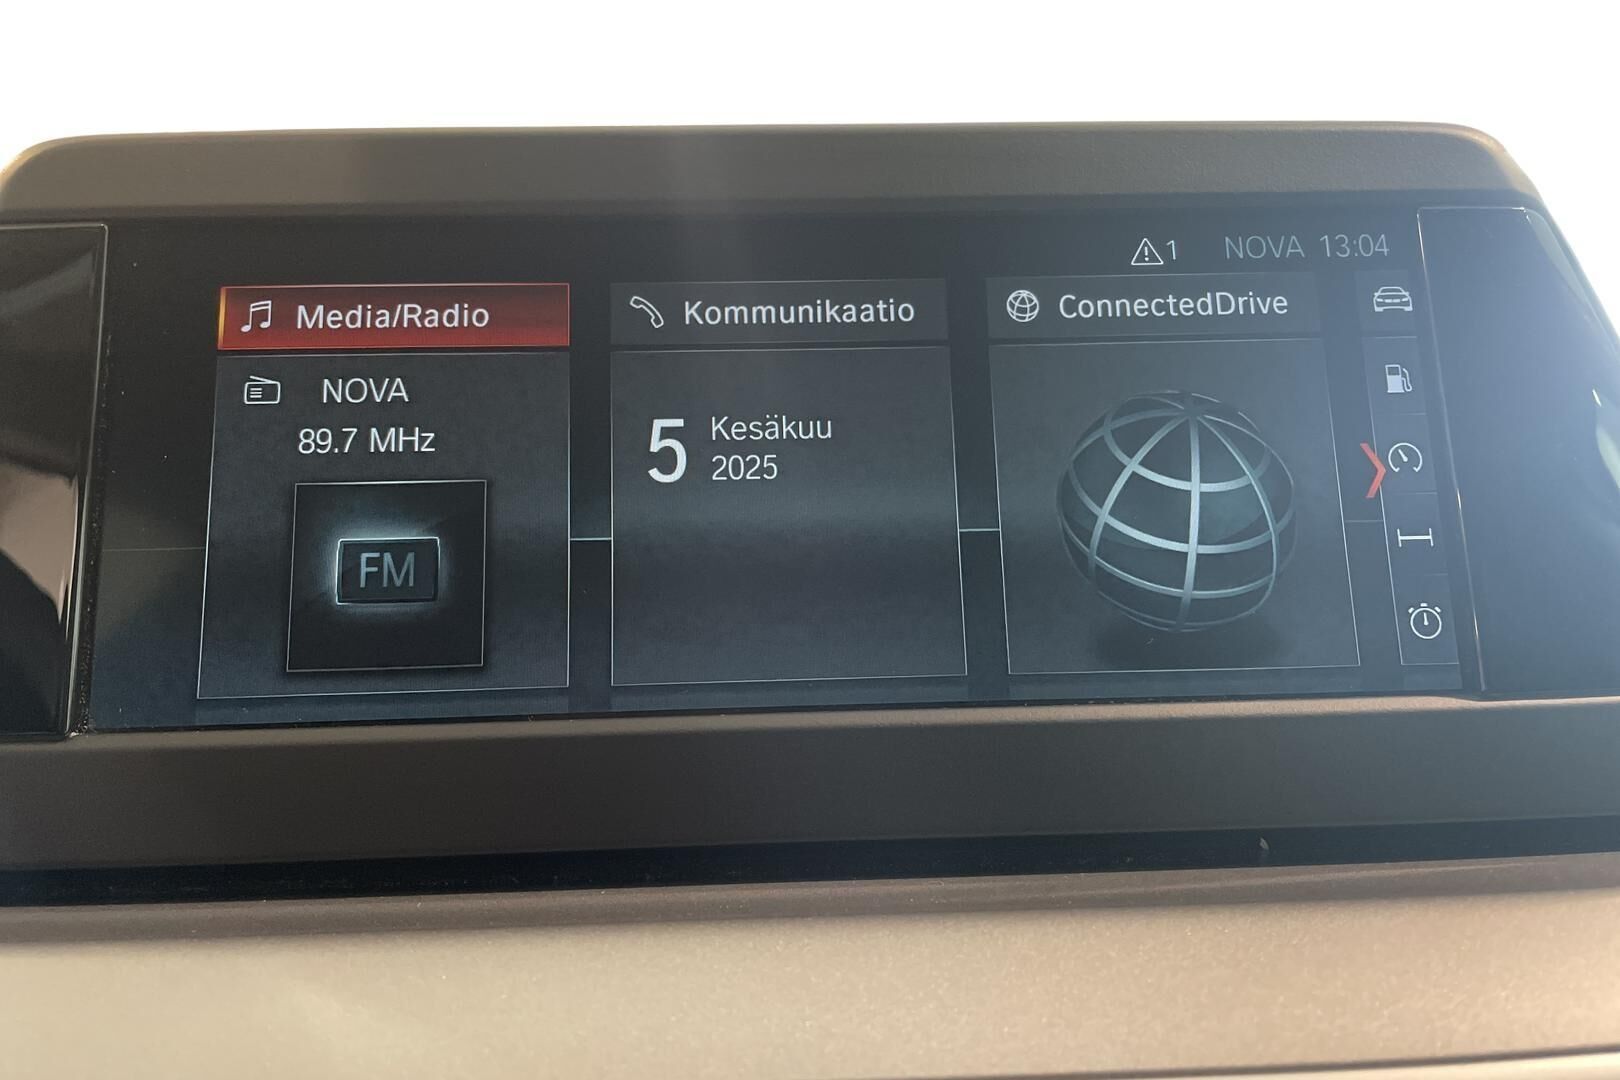 1 NOVA 13:04
Media/Radio
Kommunikaatio
ConnectedDrive
NOVA
89.7 MHz
FM
5 Kesäkuu
2025